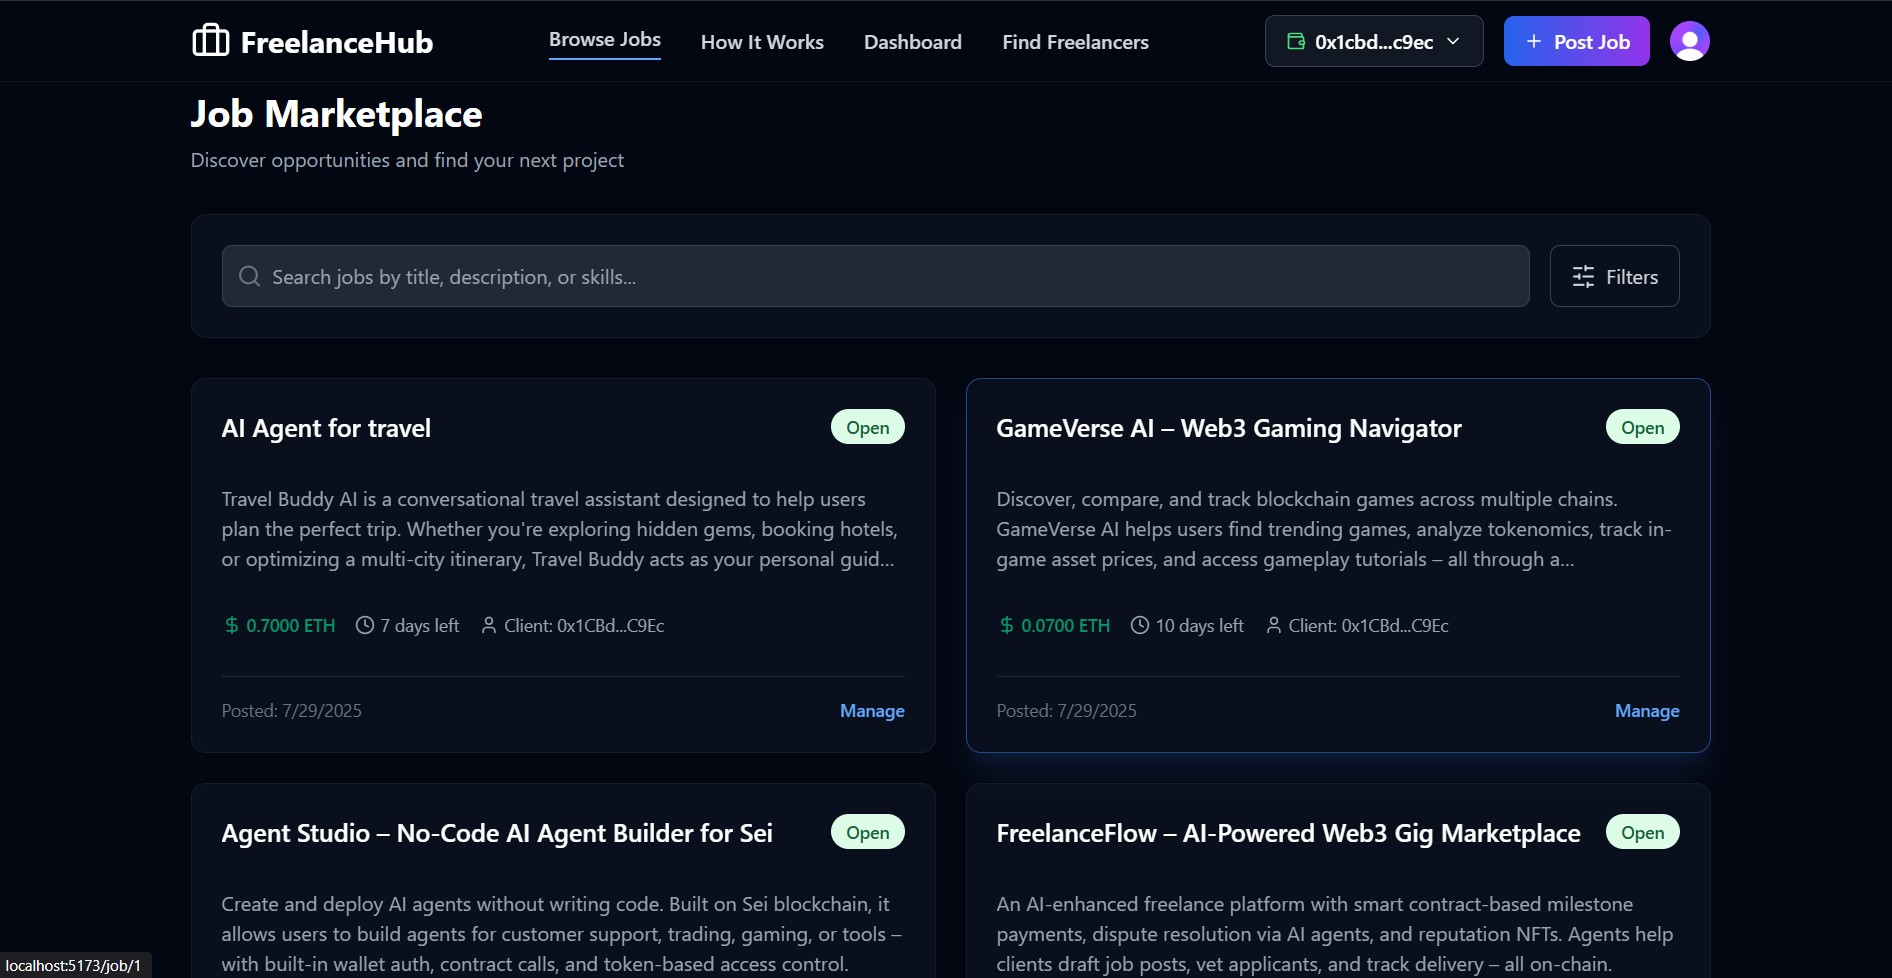 FreelanceHub
Browse Jobs
How It Works
Dashboard
Find Freelancers
0x1cbd...c9ec
+ Post Job
Job Marketplace
Discover opportunities and find your next project
Search jobs by title, description, or skills...
Filters
AI Agent for travel
Open
Travel Buddy AI is a conversational travel assistant designed to help users
plan the perfect trip. Whether you're exploring hidden gems, booking hotels,
or optimizing a multi-city itinerary, Travel Buddy acts as your personal guid...
$ 0.7000 ETH
7 days left
Client: 0x1CBd...C9Ec
Posted: 7/29/2025
Manage
GameVerse AI – Web3 Gaming Navigator
Open
Discover, compare, and track blockchain games across multiple chains.
GameVerse AI helps users find trending games, analyze tokenomics, track in-
game asset prices, and access gameplay tutorials – all through a...
$ 0.0700 ETH
10 days left
Client: 0x1CBd...C9Ec
Posted: 7/29/2025
Manage
Agent Studio – No-Code AI Agent Builder for Sei
Open
Create and deploy AI agents without writing code. Built on Sei blockchain, it
allows users to build agents for customer support, trading, gaming, or tools –
with built-in wallet auth, contract calls, and token-based access control.
FreelanceFlow – AI-Powered Web3 Gig Marketplace
Open
An AI-enhanced freelance platform with smart contract-based milestone
payments, dispute resolution via AI agents, and reputation NFTs. Agents help
clients draft job posts, vet applicants, and track delivery – all on-chain.
localhost:5173/job/1